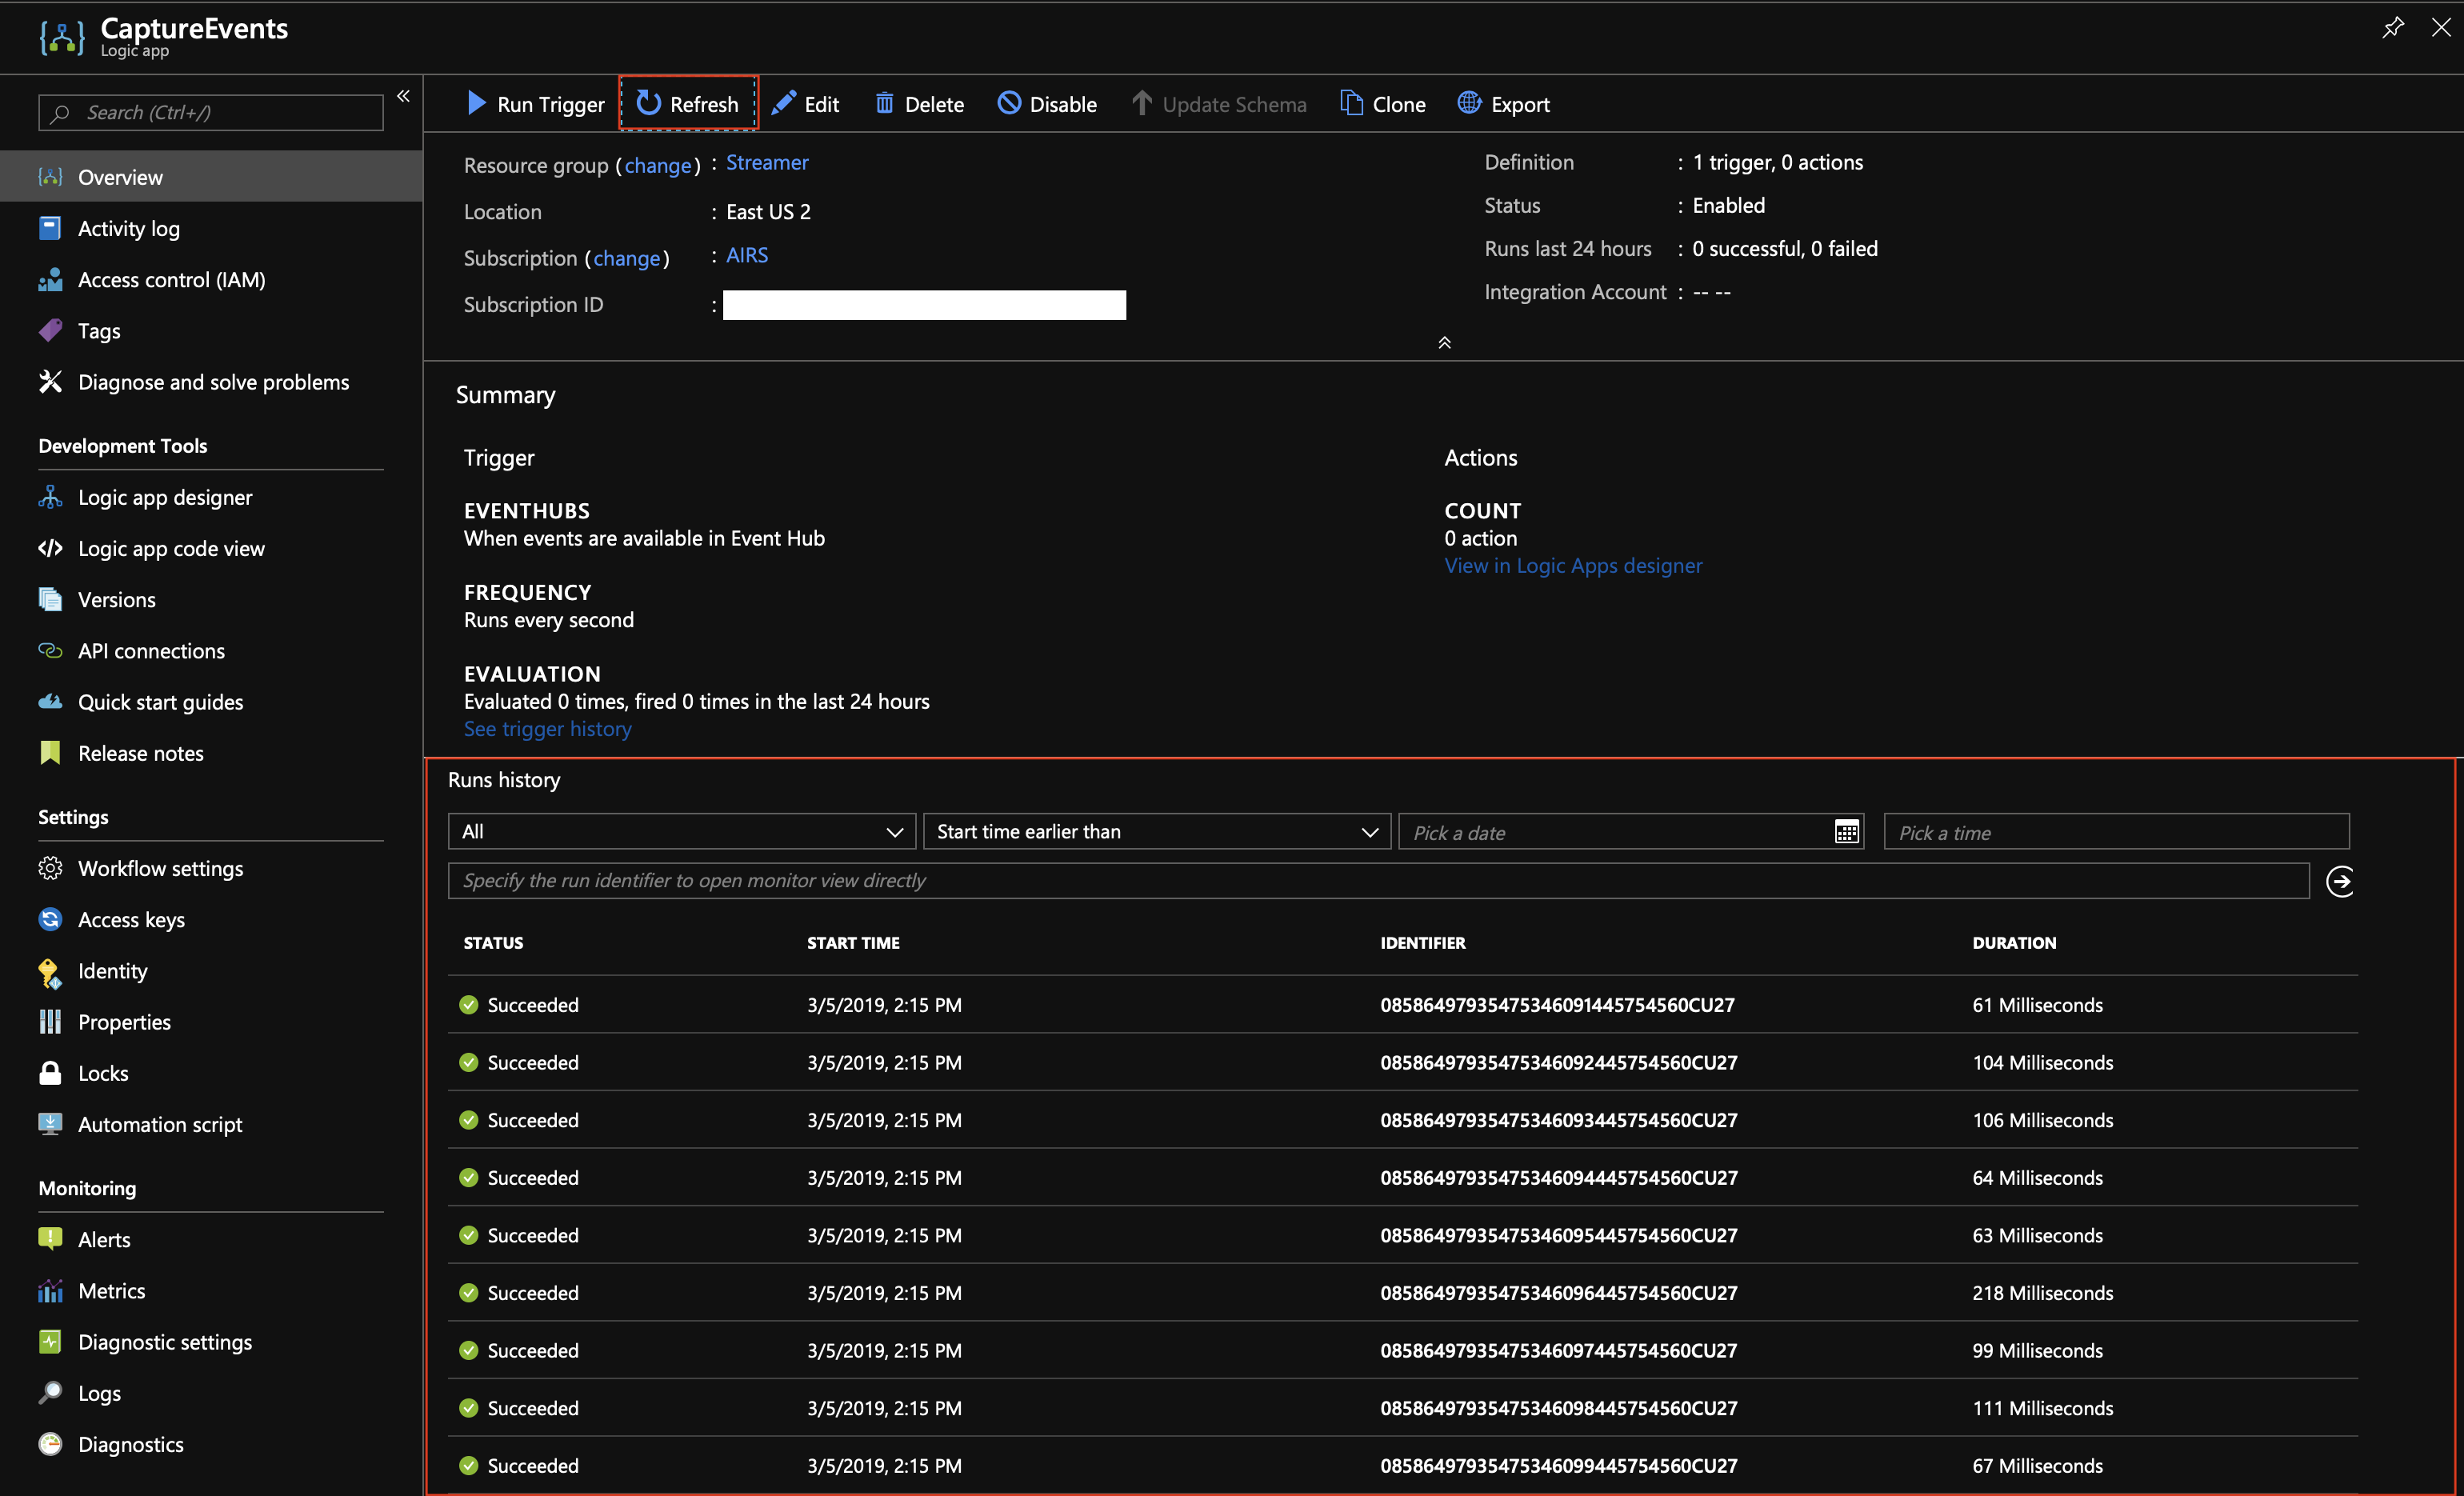 CaptureEvents
Logic app
Search (Ctrl+/)
Overview
Activity log
Access control (IAM)
Tags
Diagnose and solve problems
Development Tools
Logic app designer
Logic app code view
Versions
API connections
Quick start guides
Release notes
Settings
Workflow settings
Access keys
Identity
Properties
Locks
Automation script
Monitoring
Alerts
Metrics
Diagnostic settings
Logs
Diagnostics
Run Trigger Refresh Edit Delete Disable Update Schema Clone Export
Resource group (change) : Streamer
Location : East US 2
Subscription (change) : AIRS
Subscription ID :
Definition : 1 trigger, 0 actions
Status : Enabled
Runs last 24 hours : 0 successful, 0 failed
Integration Account : -- --
Summary
Trigger
EVENTHUBS
When events are available in Event Hub
FREQUENCY
Runs every second
EVALUATION
Evaluated 0 times, fired 0 times in the last 24 hours
See trigger history
Actions
COUNT
0 action
View in Logic Apps designer
Runs history
All Start time earlier than Pick a date Pick a time
Specify the run identifier to open monitor view directly
STATUS START TIME IDENTIFIER DURATION
Succeeded 3/5/2019, 2:15 PM 08586497935475346091445754560CU27 61 Milliseconds
Succeeded 3/5/2019, 2:15 PM 08586497935475346092445754560CU27 104 Milliseconds
Succeeded 3/5/2019, 2:15 PM 08586497935475346093445754560CU27 106 Milliseconds
Succeeded 3/5/2019, 2:15 PM 08586497935475346094445754560CU27 64 Milliseconds
Succeeded 3/5/2019, 2:15 PM 08586497935475346095445754560CU27 63 Milliseconds
Succeeded 3/5/2019, 2:15 PM 08586497935475346096445754560CU27 218 Milliseconds
Succeeded 3/5/2019, 2:15 PM 08586497935475346097445754560CU27 99 Milliseconds
Succeeded 3/5/2019, 2:15 PM 08586497935475346098445754560CU27 111 Milliseconds
Succeeded 3/5/2019, 2:15 PM 08586497935475346099445754560CU27 67 Milliseconds